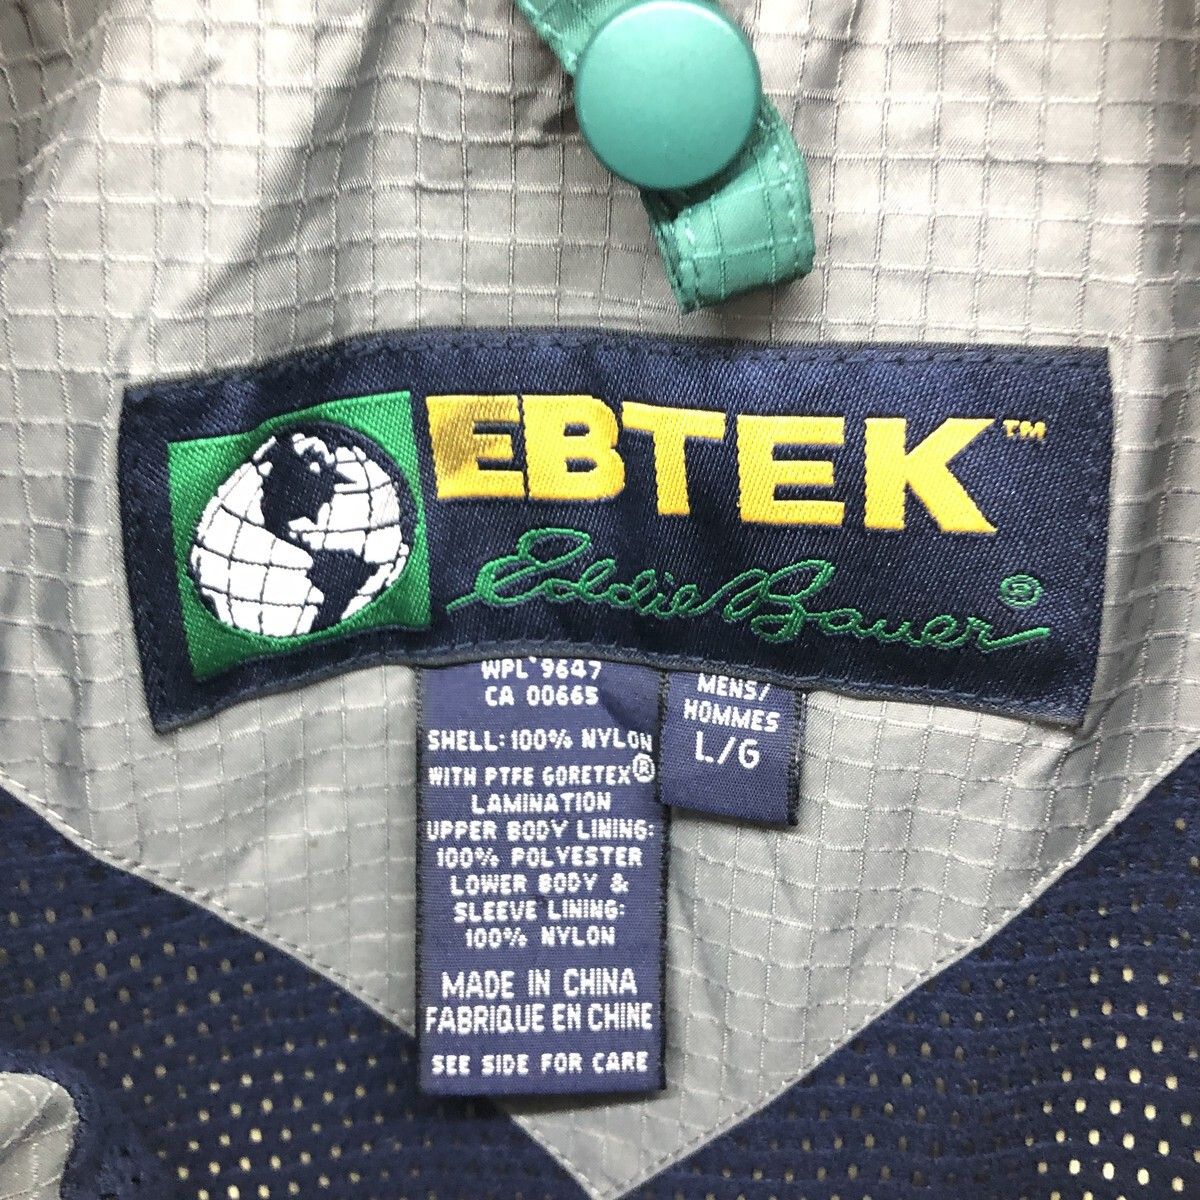 EBTEK™
Eddie Bauer®
WPL 9647
CA 00665
SHELL: 100% NYLON
WITH PTFE GORETEX®
LAMINATION
UPPER BODY LINING:
100% POLYESTER
LOWER BODY &
SLEEVE LINING:
100% NYLON
MADE IN CHINA
FABRIQUE EN CHINE
SEE SIDE FOR CARE
MENS/
HOMMES
L/G